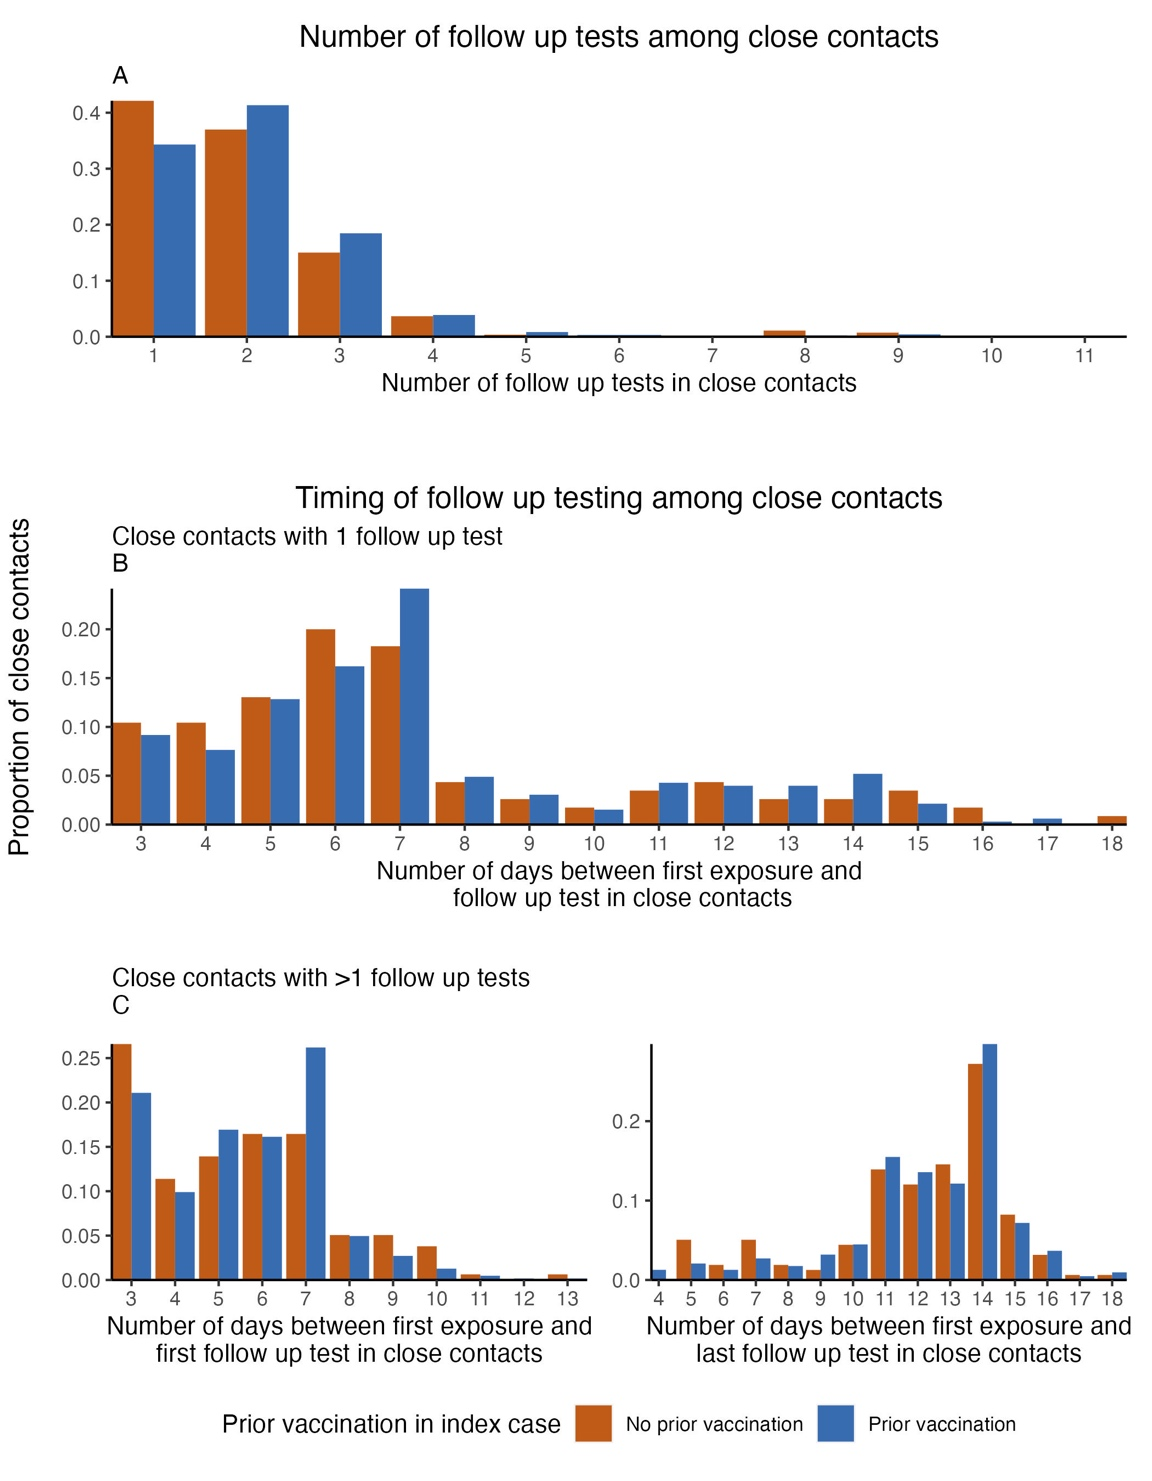 Number of follow up tests among close contacts
A
0.4
0.3
0.2
0.1
0.0
1 2 3 4 5 6 7 8 9 10 11
Number of follow up tests in close contacts
Proportion of close contacts
Timing of follow up testing among close contacts
Close contacts with 1 follow up test
B
0.20
0.15
0.10
0.05
0.00
3 4 5 6 7 8 9 10 11 12 13 14 15 16 17 18
Number of days between first exposure and
follow up test in close contacts
Close contacts with >1 follow up tests
C
0.25
0.20
0.15
0.10
0.05
0.00
3 4 5 6 7 8 9 10 11 12 13
Number of days between first exposure and
first follow up test in close contacts
0.2
0.1
0.0
4 5 6 7 8 9 10 11 12 13 14 15 16 17 18
Number of days between first exposure and
last follow up test in close contacts
Prior vaccination in index case No prior vaccination Prior vaccination